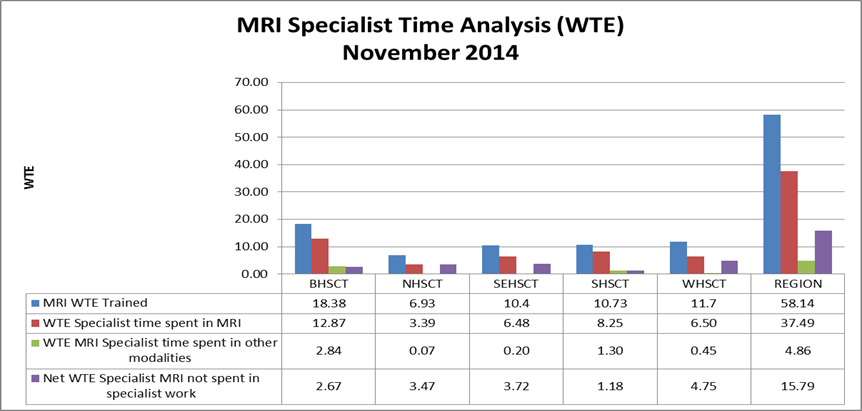 MRI Specialist Time Analysis (WTE)
November 2014
WTE
70.00
60.00
50.00
40.00
30.00
20.00
10.00
0.00
BHSCT NHSCT SEHSCT SHSCT WHSCT REGION
MRI WTE Trained 18.38 6.93 10.4 10.73 11.7 58.14
WTE Specialist time spent in MRI 12.87 3.39 6.48 8.25 6.50 37.49
WTE MRI Specialist time spent in other
modalities 2.84 0.07 0.20 1.30 0.45 4.86
Net WTE Specialist MRI not spent in
specialist work 2.67 3.47 3.72 1.18 4.75 15.79